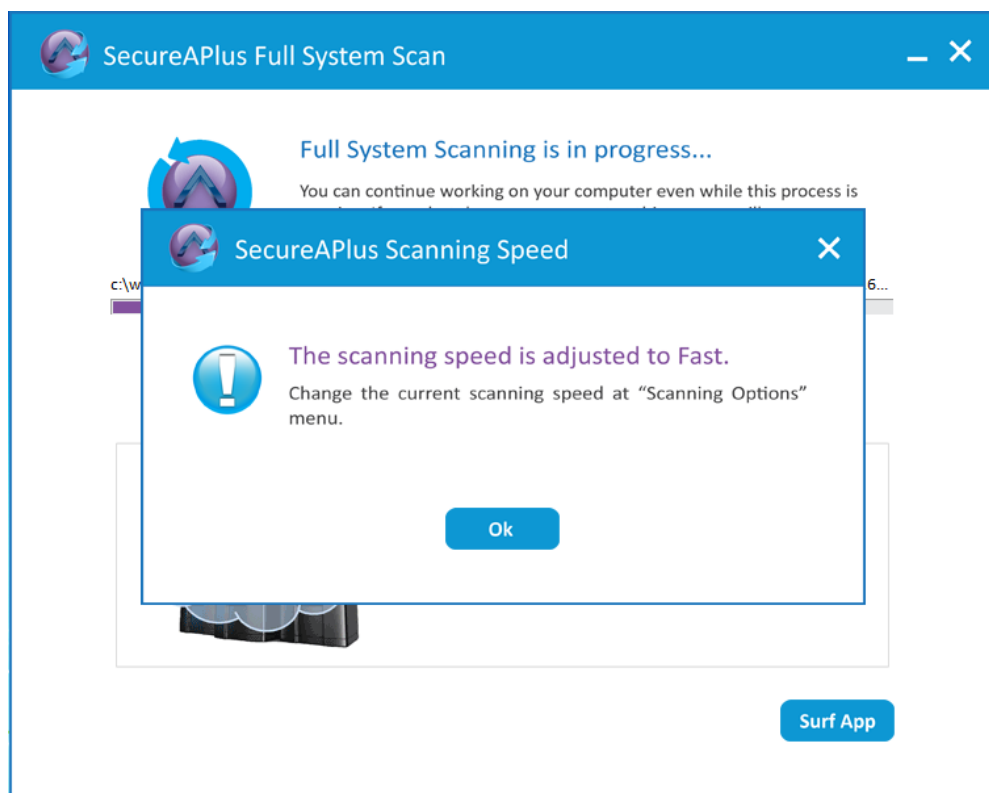 SecureAPlus Full System Scan
Full System Scanning is in progress...
You can continue working on your computer even while this process is
SecureAPlus Scanning Speed
c:\w
6...
The scanning speed is adjusted to Fast.
Change the current scanning speed at “Scanning Options”
menu.
Ok
Surf App